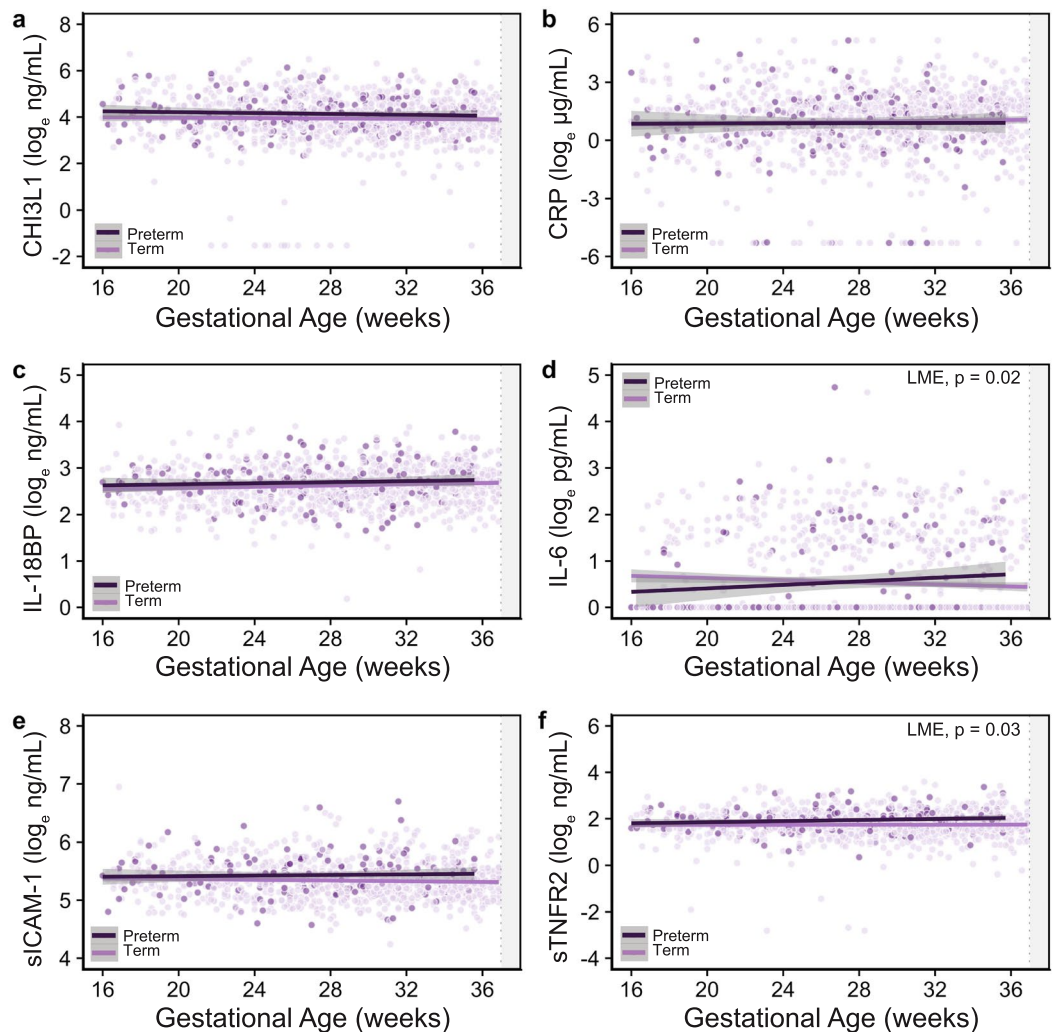 a
CHI3L1 (logₑ ng/mL)
8
6
4
2
0
-2
Preterm
Term
16 20 24 28 32 36
Gestational Age (weeks)
b
CRP (logₑ µg/mL)
6
3
0
-3
-6
Preterm
Term
16 20 24 28 32 36
Gestational Age (weeks)
c
IL-18BP (logₑ ng/mL)
5
4
3
2
1
0
Preterm
Term
16 20 24 28 32 36
Gestational Age (weeks)
d
IL-6 (logₑ pg/mL)
5
4
3
2
1
0
Preterm
Term
LME, p = 0.02
16 20 24 28 32 36
Gestational Age (weeks)
e
sICAM-1 (logₑ ng/mL)
8
7
6
5
4
Preterm
Term
16 20 24 28 32 36
Gestational Age (weeks)
f
sTNFR2 (logₑ ng/mL)
6
4
2
0
-2
-4
LME, p = 0.03
Preterm
Term
16 20 24 28 32 36
Gestational Age (weeks)